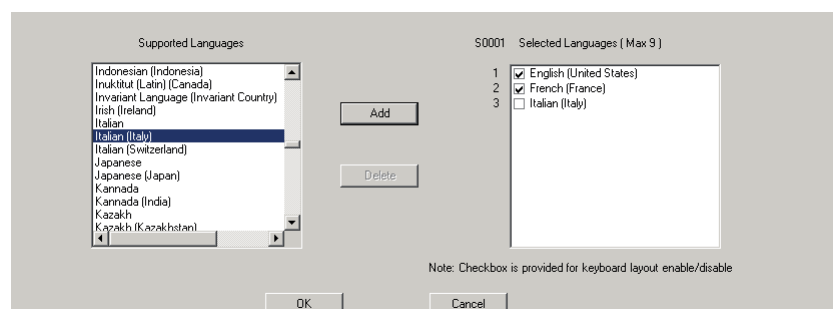 Supported Languages
S0001 Selected Languages ( Max 9 )
Indonesian (Indonesia)
Inuktitut (Latin) (Canada)
Invariant Language (Invariant Country)
Irish (Ireland)
Italian
Italian (Italy)
Italian (Switzerland)
Japanese
Japanese (Japan)
Kannada
Kannada (India)
Kazakh
Kazakh (Kazakhstan)
Add
Delete
1 English (United States)
2 French (France)
3 Italian (Italy)
Note: Checkbox is provided for keyboard layout enable/disable
OK
Cancel